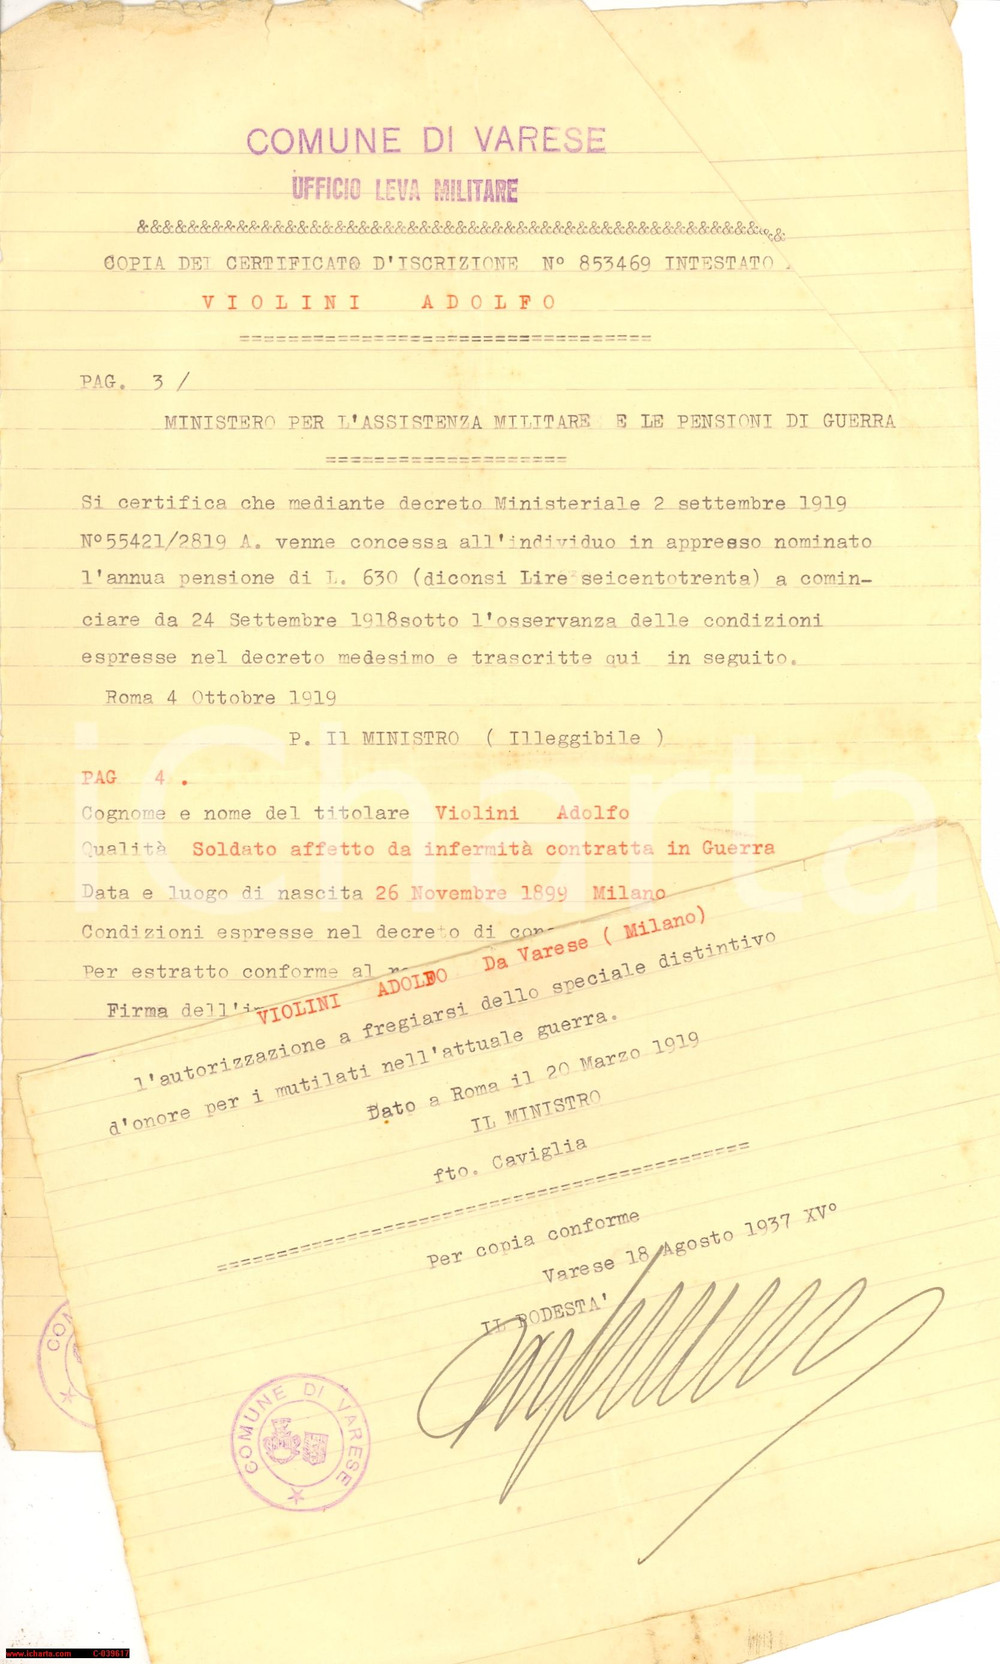 COMUNE DI VARESE
UFFICIO LEVA MILITARE
&&&&&&&&&&&&&&&&&&&&&&&&&&&&&&&&&&&&&&&&&&&&&&&&&&&&&
COPIA DEL CERTIFICATO D'ISCRIZIONE Nº 853469 INTESTATO
VIOLINI ADOLFO
==================================
PAG. 3 /
MINISTERO PER L'ASSISTENZA MILITARE E LE PENSIONI DI GUERRA
====================
Si certifica che mediante decreto Ministeriale 2 settembre 1919
Nº55421/2819 A. venne concessa all'individuo in appresso nominato
l'annua pensione di L. 630 (diconsi Lire seicentotrenta) a comin-
ciare da 24 Settembre 1918sotto l'osservanza delle condizioni
espresse nel decreto medesimo e trascritte qui in seguito.
Roma 4 Ottobre 1919
P. Il MINISTRO ( Illeggibile )
PAG 4 .
Cognome e nome del titolare Violini Adolfo
Qualità Soldato affetto da infermità contratta in Guerra
Data e luogo di nascita 26 Novembre 1899 Milano
Condizioni espresse nel decreto di
Per estratto conforme al
Firma
VIOLINI ADOLFO Da Varese ( Milano)
l'autorizzazione a fregiarsi dello speciale distintivo
d'onore per i mutilati nell'attuale guerra.
Dato a Roma il 20 Marzo 1919
IL MINISTRO
fto. Caviglia
============================================
Per copia conforme
Varese 18 Agosto 1937 XVº
IL PODESTA'
COMUNE DI VARESE
CO
iCharta
www.icharta.com C-039617